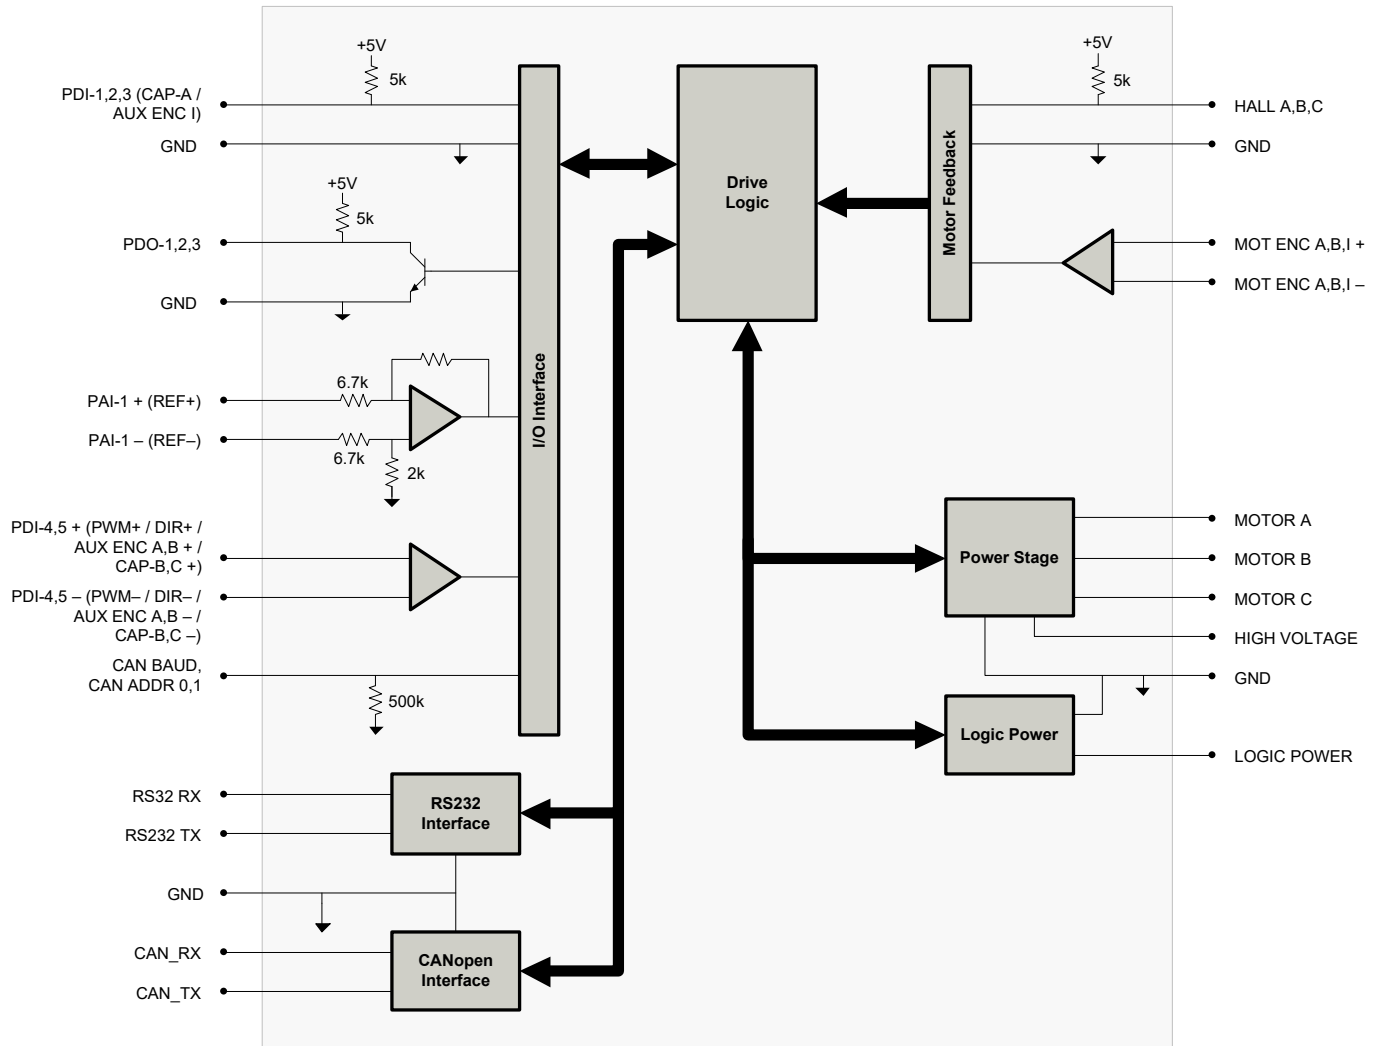 +5V
5k
PDI-1,2,3 (CAP-A /
AUX ENC I)
GND
+5V
5k
PDO-1,2,3
GND
6.7k
PAI-1 + (REF+)
PAI-1 – (REF–)
6.7k
2k
PDI-4,5 + (PWM+ / DIR+ /
AUX ENC A,B + /
CAP-B,C +)
PDI-4,5 – (PWM– / DIR– /
AUX ENC A,B – /
CAP-B,C –)
CAN BAUD,
CAN ADDR 0,1
500k
I/O Interface
RS32 RX
RS232 TX
RS232
Interface
GND
CAN_RX
CAN_TX
CANopen
Interface
Drive
Logic
Motor Feedback
+5V
5k
HALL A,B,C
GND
MOT ENC A,B,I +
MOT ENC A,B,I –
Power Stage
MOTOR A
MOTOR B
MOTOR C
HIGH VOLTAGE
GND
Logic Power
LOGIC POWER